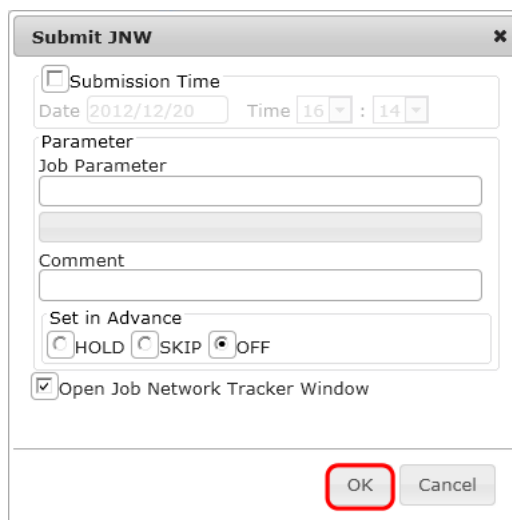 Submit JNW
Submission Time
Date 2012/12/20 Time 16 : 14
Parameter
Job Parameter
Comment
Set in Advance
HOLD SKIP OFF
Open Job Network Tracker Window
OK Cancel